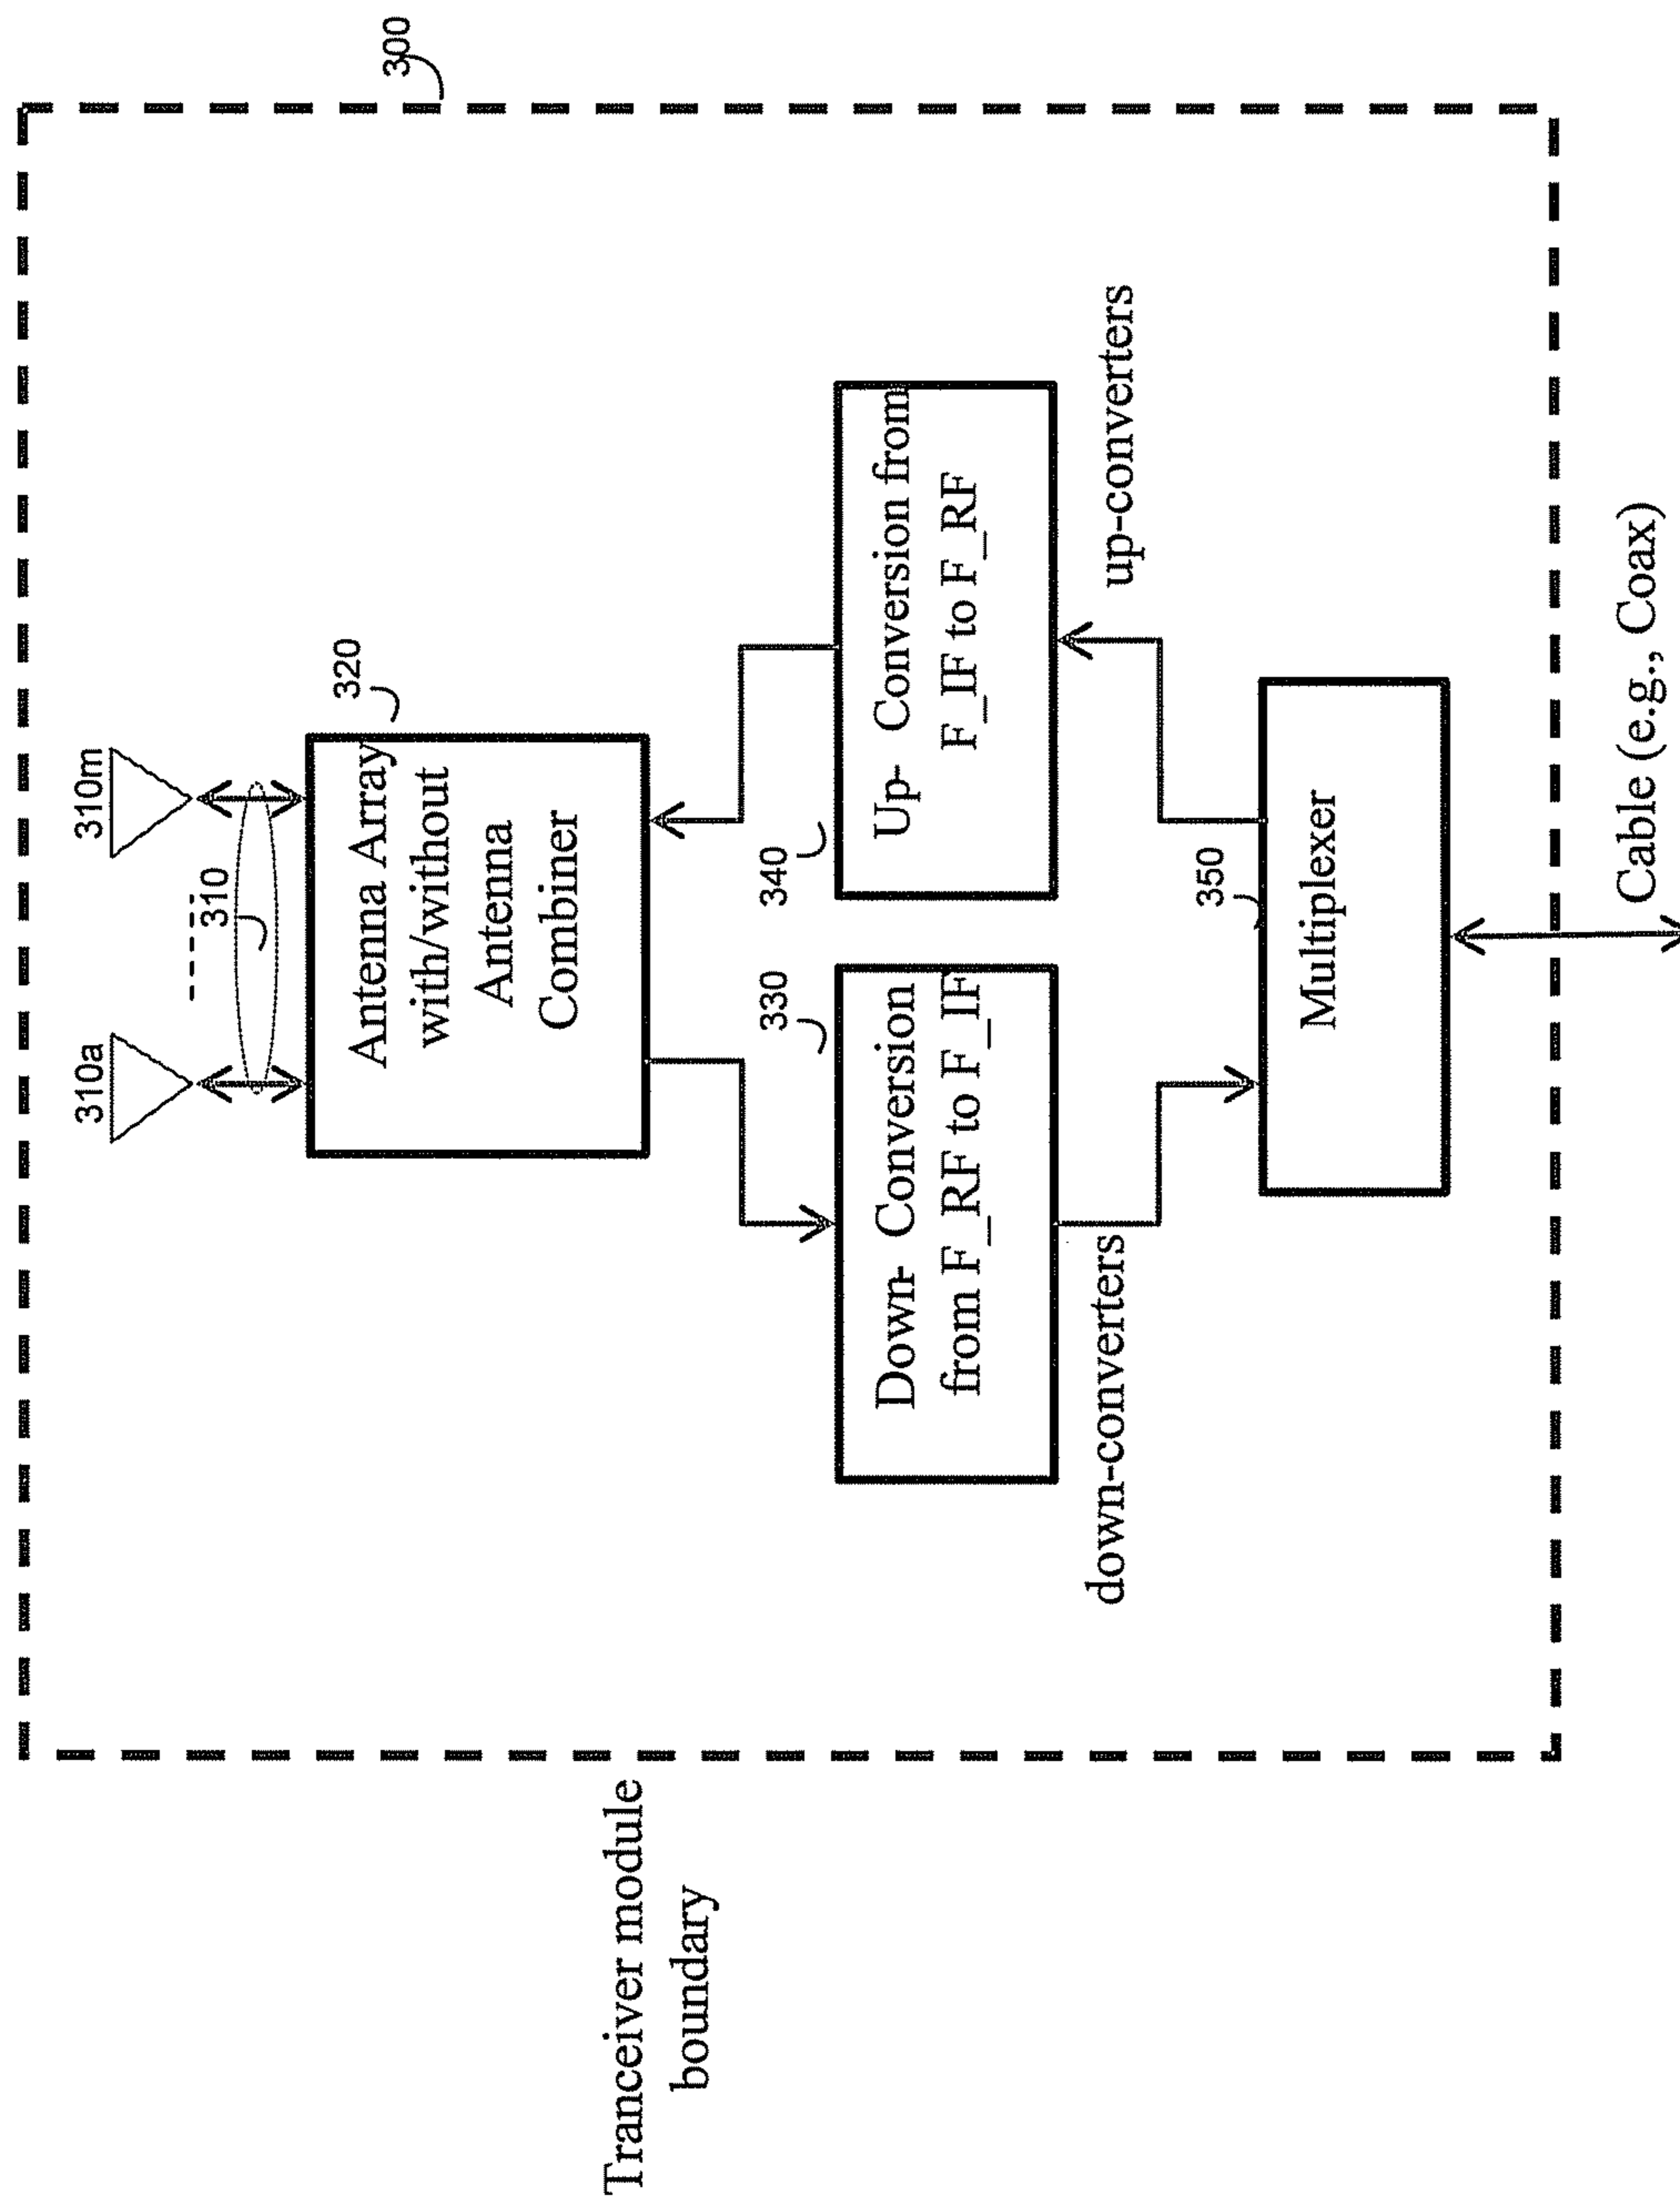 300
310a
310m
310
320
Antenna Array
with/without
Antenna
Combiner
Tranceiver module
boundary
330
340
Down- Conversion
from F_RF to F_IF
Up- Conversion from
F_IF to F_RF
down-converters
up-converters
350
Multiplexer
Cable (e.g., Coax)